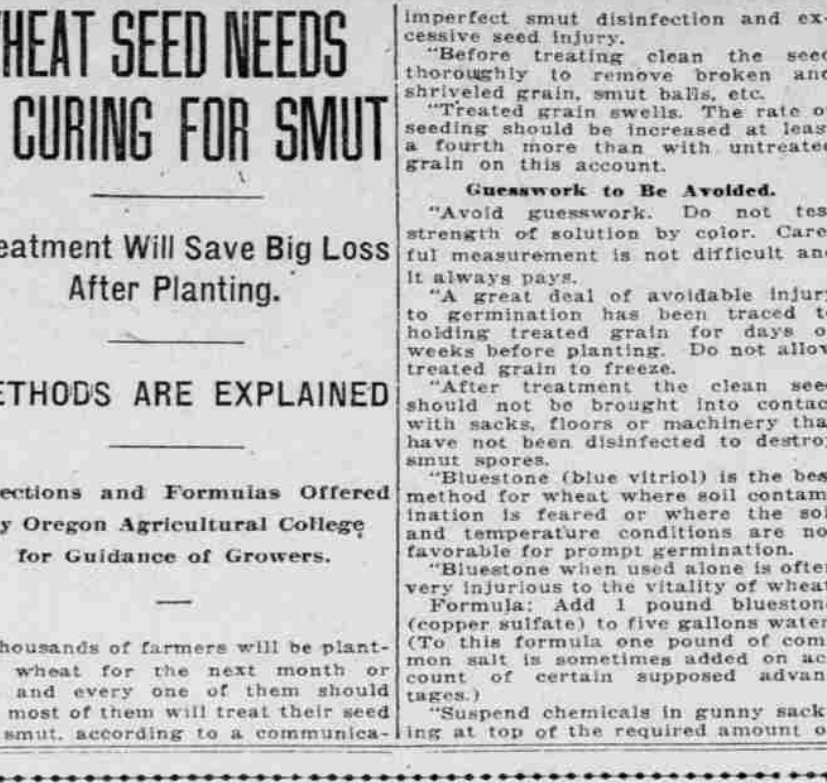 HEAT SEED NEEDS
CURING FOR SMUT
eatment Will Save Big Loss
After Planting.
ETHODS ARE EXPLAINED
ections and Formulas Offered
y Oregon Agricultural College
for Guidance of Growers.
housands of farmers will be plant-
wheat for the next month or
and every one of them should
most of them will treat their seed
smut, according to a communica-
imperfect smut disinfection and ex-
cessive seed injury.
"Before treating clean the seed
thoroughly to remove broken and
shriveled grain, smut balls, etc.
"Treated grain swells. The rate of
seeding should be increased at least
a fourth more than with untreated
grain on this account.
Guesswork to Be Avoided.
"Avoid guesswork. Do not tes
strength of solution by color. Care-
ful measurement is not difficult and
it always pays.
"A great deal of avoidable injury
to germination has been traced to
holding treated grain for days o
weeks before planting. Do not allow
treated grain to freeze.
"After treatment the clean seed
should not be brought into contac
with sacks, floors or machinery tha
have not been disinfected to destroy
smut spores.
"Bluestone (blue vitriol) is the bes
method for wheat where soil contam-
ination is feared or where the soi
and temperature conditions are no
favorable for prompt germination.
"Bluestone when used alone is often
very injurious to the vitality of wheat
Formula: Add 1 pound bluestone
(copper sulfate) to five gallons water
(To this formula one pound of com-
mon salt is sometimes added on ac-
count of certain supposed advan-
tages.)
"Suspend chemicals in gunny sack-
ing at top of the required amount o